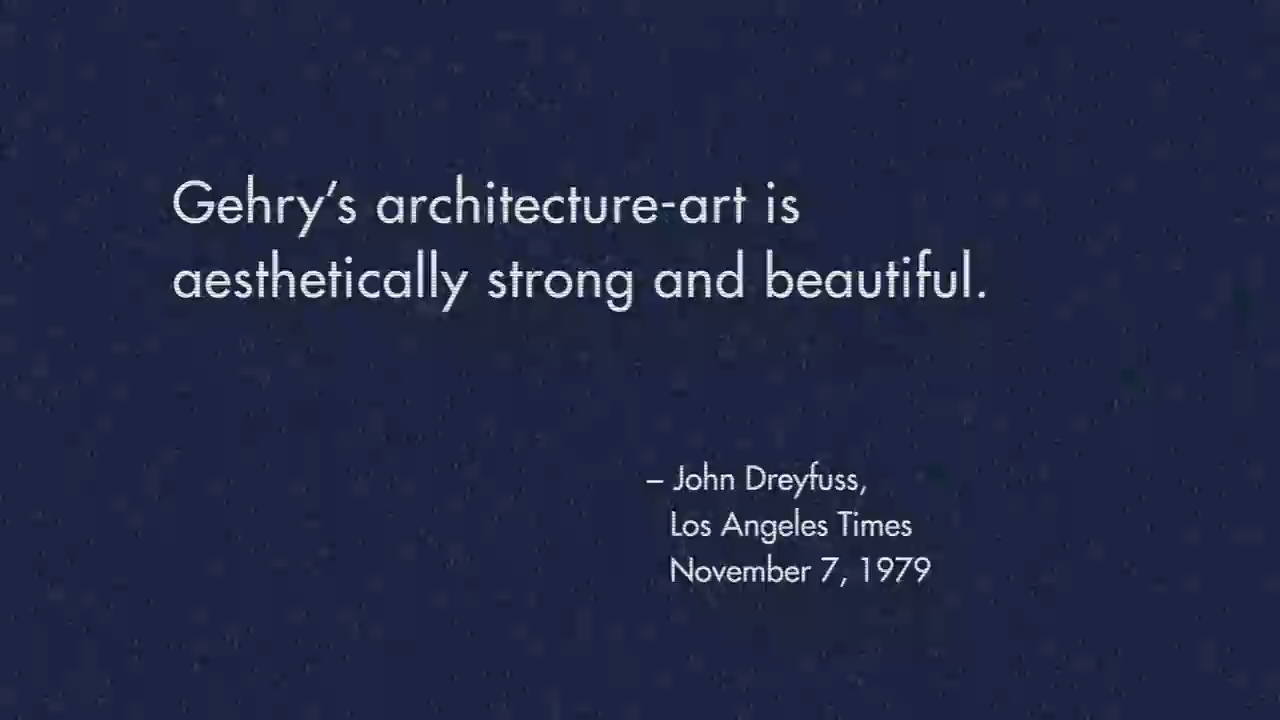 Gehry’s architecture-art is
aesthetically strong and beautiful.
– John Dreyfuss,
Los Angeles Times
November 7, 1979